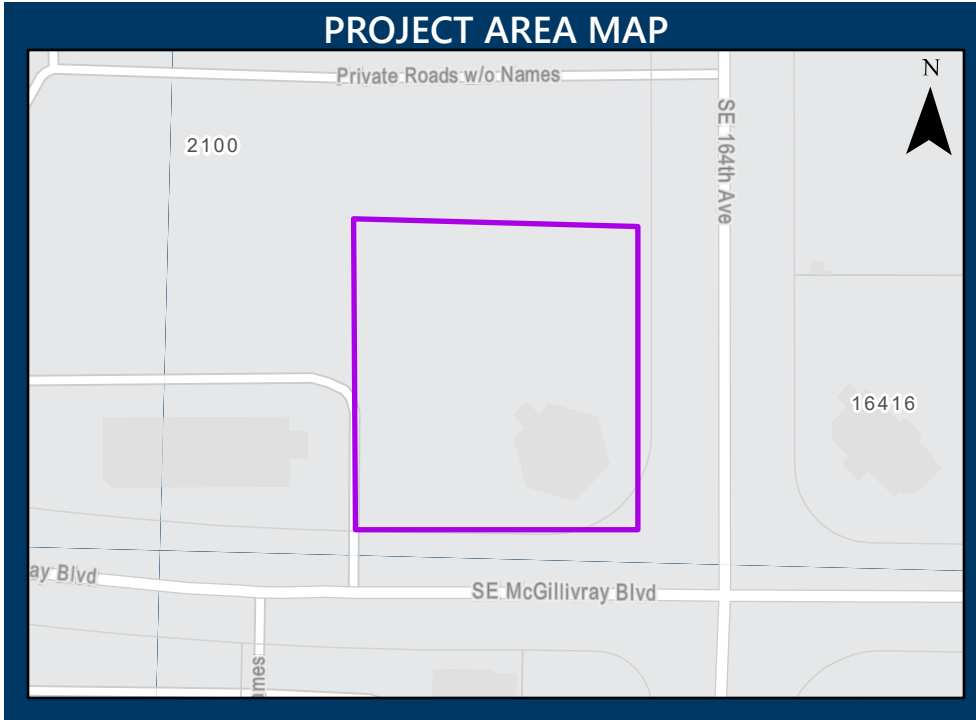 PROJECT AREA MAP
N
Private Roads w/o Names
SE 164th Ave
2100
16416
ay Blvd
SE McGillivray Blvd
ames